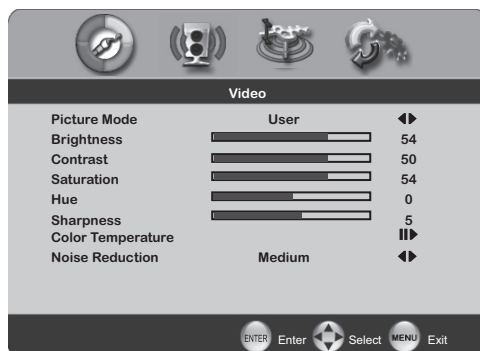 Video
Picture Mode User
Brightness 54
Contrast 50
Saturation 54
Hue 0
Sharpness 5
Color Temperature
Noise Reduction Medium
ENTER Enter Select MENU Exit